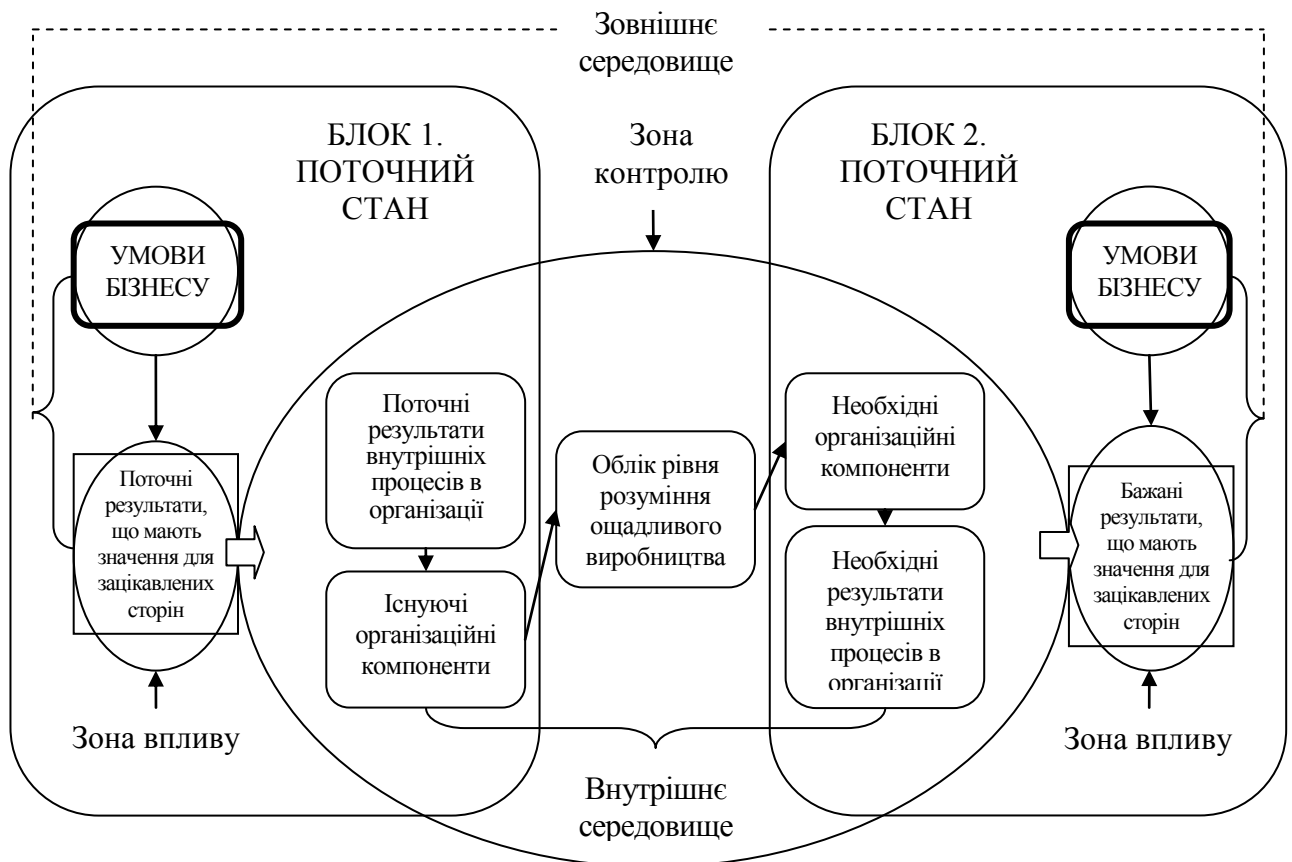 Зовнішнє
середовище
БЛОК 1.
ПОТОЧНИЙ
СТАН
Зона
контролю
БЛОК 2.
ПОТОЧНИЙ
СТАН
УМОВИ
БІЗНЕСУ
УМОВИ
БІЗНЕСУ
Поточні
результати,
що мають
значення для
зацікавлених
сторін
Поточні
результати
внутрішніх
процесів в
організації
Існуючі
організаційні
компоненти
Облік рівня
розуміння
ощадливого
виробництва
Необхідні
організаційні
компоненти
Необхідні
результати
внутрішніх
процесів в
організації
Бажані
результати,
що мають
значення для
зацікавлених
сторін
Зона впливу
Зона впливу
Внутрішнє
середовище